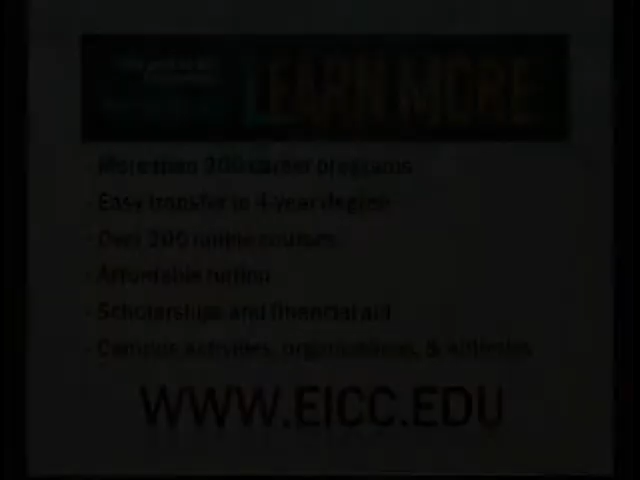 LEARN MORE
- More than 300 career programs
- Easy transfer to 4-year degree
- Over 200 online courses
- Affordable tuition
- Scholarships and financial aid
- Campus activities, organizations, & athletics
WWW.EICC.EDU